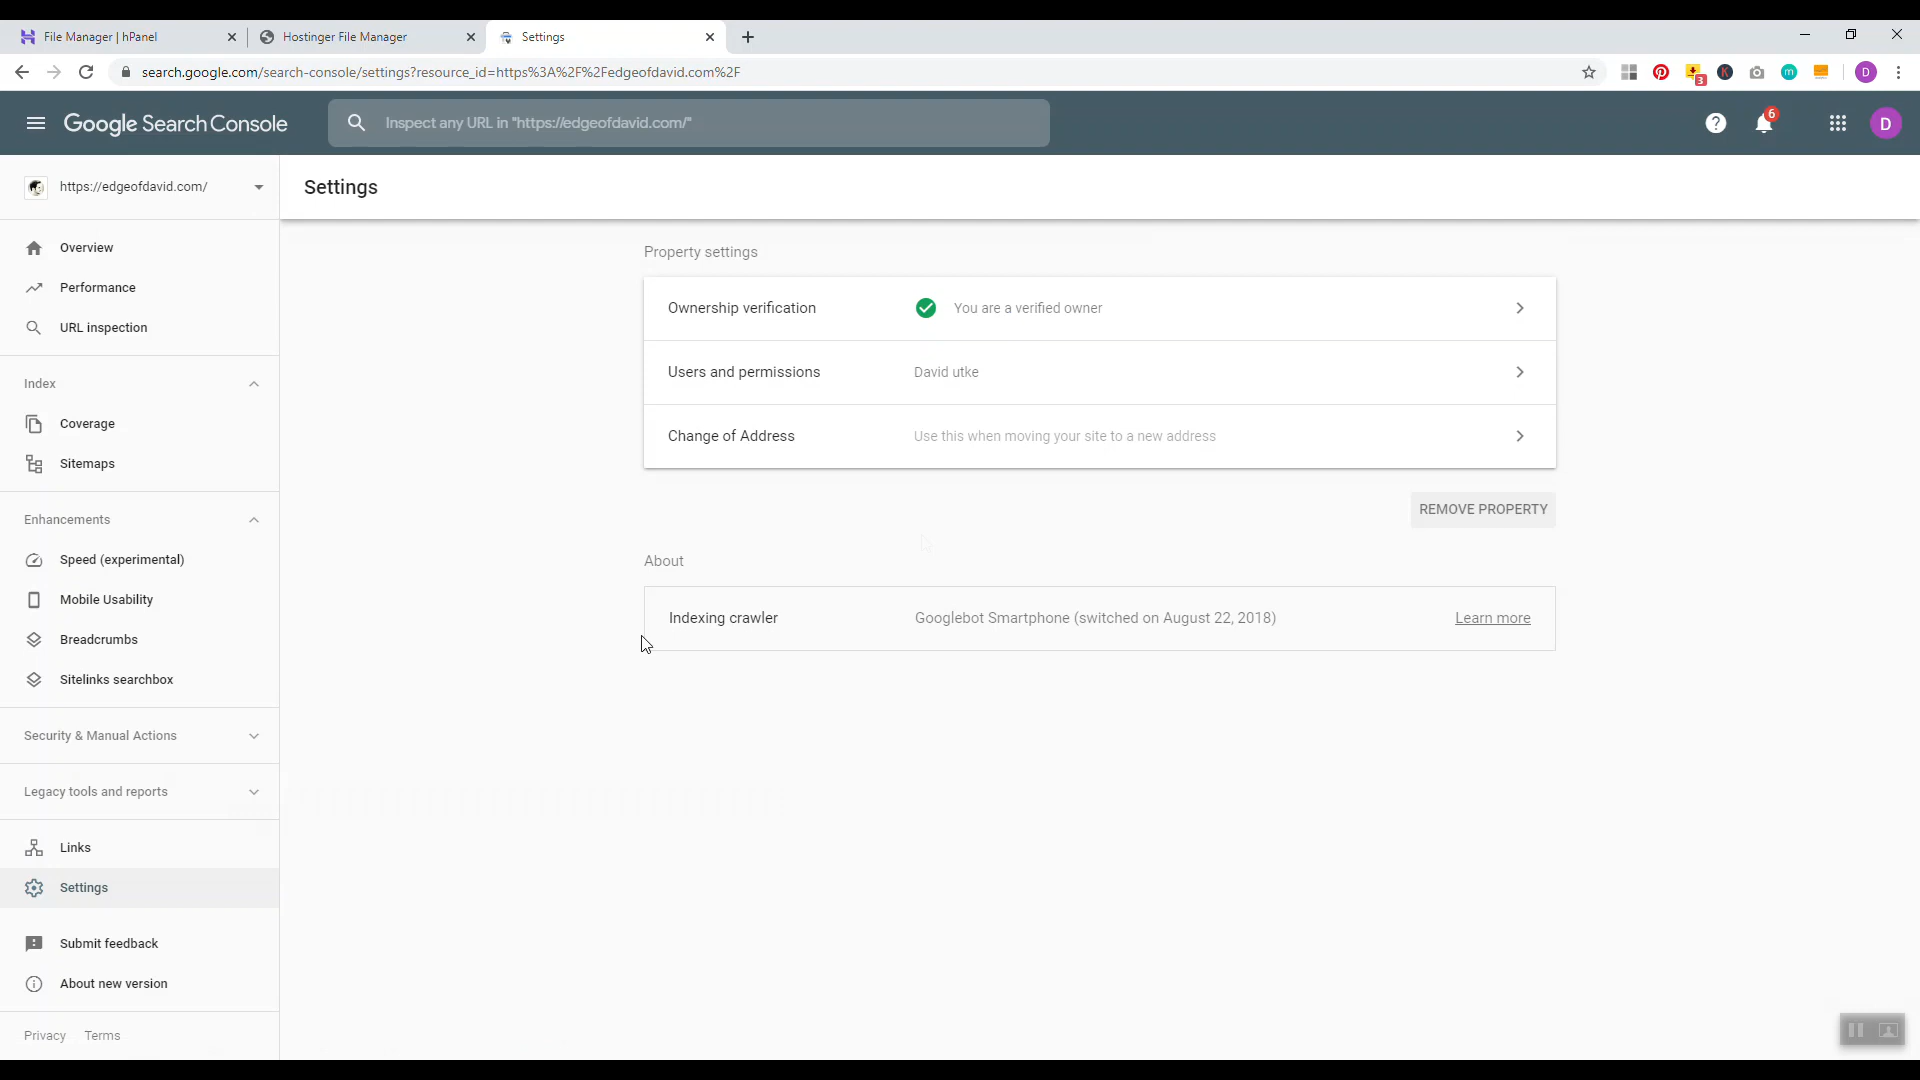 File Manager | hPanel
Hostinger File Manager
Settings
search.google.com/search-console/settings?resource_id=https%3A%2F%2Fedgeofdavid.com%2F
3
D
Google Search Console
Inspect any URL in "https://edgeofdavid.com/"
6
D
https://edgeofdavid.com/
Settings
Overview
Performance
URL inspection
Index
Coverage
Sitemaps
Enhancements
Speed (experimental)
Mobile Usability
Breadcrumbs
Sitelinks searchbox
Security & Manual Actions
Legacy tools and reports
Links
Settings
Submit feedback
About new version
Privacy Terms
Property settings
Ownership verification You are a verified owner
Users and permissions David utke
Change of Address Use this when moving your site to a new address
REMOVE PROPERTY
About
Indexing crawler Googlebot Smartphone (switched on August 22, 2018) Learn more